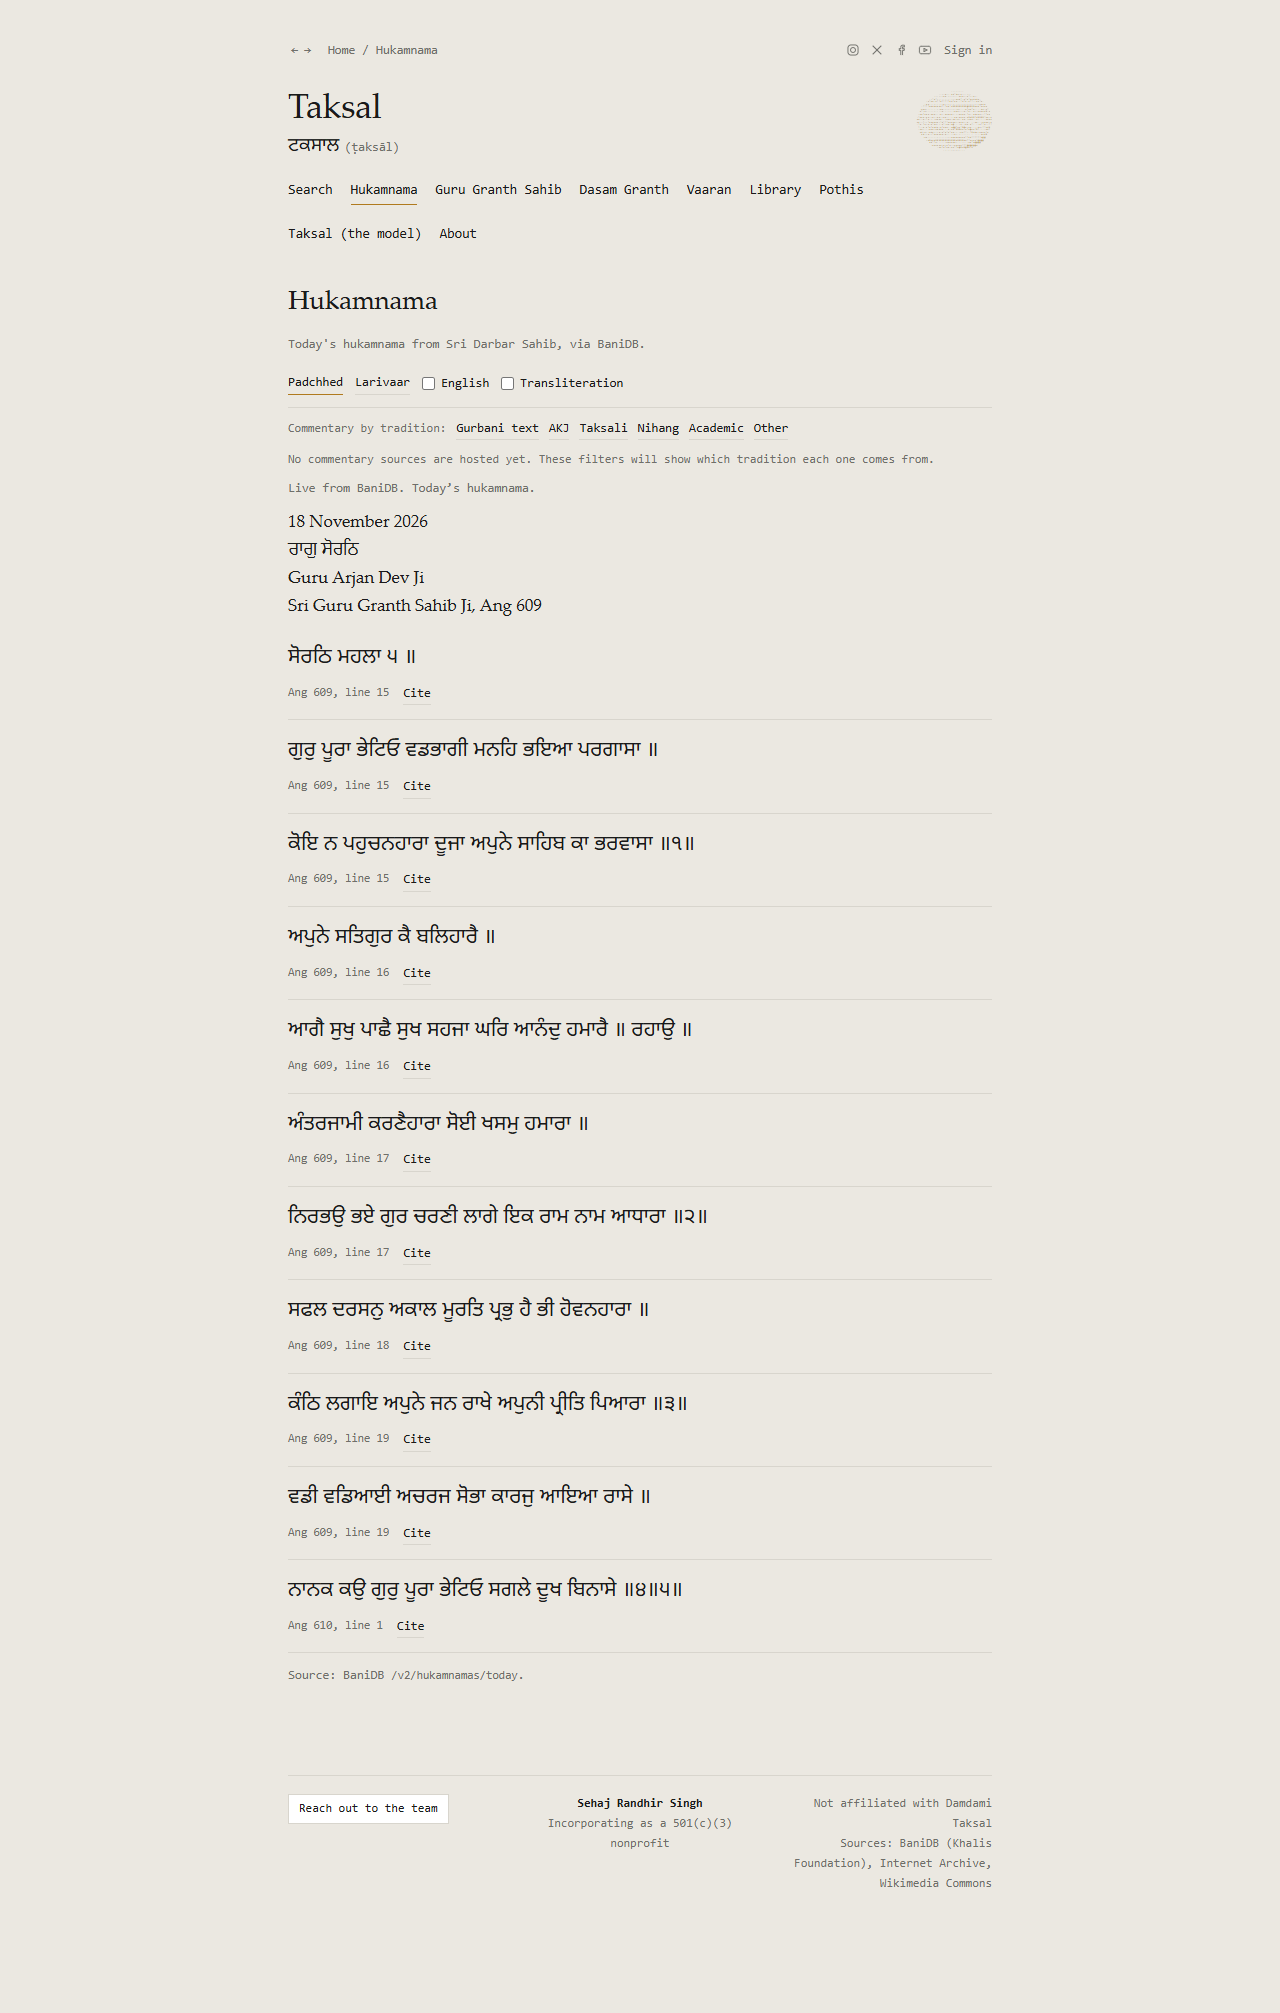 ← → Home / Hukamnama
Sign in
Taksal
ਟਕਸਾਲ (ṭaksāl)
Search Hukamnama Guru Granth Sahib Dasam Granth Vaaran Library Pothis
Taksal (the model) About
Hukamnama
Today's hukamnama from Sri Darbar Sahib, via BaniDB.
Padchhed Larivaar English Transliteration
Commentary by tradition: Gurbani text AKJ Taksali Nihang Academic Other
No commentary sources are hosted yet. These filters will show which tradition each one comes from.
Live from BaniDB. Today’s hukamnama.
18 November 2026
ਰਾਗੁ ਸੋਰਠਿ
Guru Arjan Dev Ji
Sri Guru Granth Sahib Ji, Ang 609
ਸੋਰਠਿ ਮਹਲਾ ੫ ॥
Ang 609, line 15 Cite
ਗੁਰੁ ਪੂਰਾ ਭੇਟਿਓ ਵਡਭਾਗੀ ਮਨਹਿ ਭਇਆ ਪਰਗਾਸਾ ॥
Ang 609, line 15 Cite
ਕੋਇ ਨ ਪਹੁਚਨਹਾਰਾ ਦੂਜਾ ਅਪੁਨੇ ਸਾਹਿਬ ਕਾ ਭਰਵਾਸਾ ॥੧॥
Ang 609, line 15 Cite
ਅਪੁਨੇ ਸਤਿਗੁਰ ਕੈ ਬਲਿਹਾਰੈ ॥
Ang 609, line 16 Cite
ਆਗੈ ਸੁਖੁ ਪਾਛੈ ਸੁਖ ਸਹਜਾ ਘਰਿ ਆਨੰਦੁ ਹਮਾਰੈ ॥ ਰਹਾਉ ॥
Ang 609, line 16 Cite
ਅੰਤਰਜਾਮੀ ਕਰਣੈਹਾਰਾ ਸੋਈ ਖਸਮੁ ਹਮਾਰਾ ॥
Ang 609, line 17 Cite
ਨਿਰਭਉ ਭਏ ਗੁਰ ਚਰਣੀ ਲਾਗੇ ਇਕ ਰਾਮ ਨਾਮ ਆਧਾਰਾ ॥੨॥
Ang 609, line 17 Cite
ਸਫਲ ਦਰਸਨੁ ਅਕਾਲ ਮੂਰਤਿ ਪ੍ਰਭੁ ਹੈ ਭੀ ਹੋਵਨਹਾਰਾ ॥
Ang 609, line 18 Cite
ਕੰਠਿ ਲਗਾਇ ਅਪੁਨੇ ਜਨ ਰਾਖੇ ਅਪੁਨੀ ਪ੍ਰੀਤਿ ਪਿਆਰਾ ॥੩॥
Ang 609, line 19 Cite
ਵਡੀ ਵਡਿਆਈ ਅਚਰਜ ਸੋਭਾ ਕਾਰਜੁ ਆਇਆ ਰਾਸੇ ॥
Ang 609, line 19 Cite
ਨਾਨਕ ਕਉ ਗੁਰੁ ਪੂਰਾ ਭੇਟਿਓ ਸਗਲੇ ਦੂਖ ਬਿਨਾਸੇ ॥੪॥੫॥
Ang 610, line 1 Cite
Source: BaniDB /v2/hukamnamas/today.
Reach out to the team
Sehaj Randhir Singh
Incorporating as a 501(c)(3)
nonprofit
Not affiliated with Damdami
Taksal
Sources: BaniDB (Khalis
Foundation), Internet Archive,
Wikimedia Commons